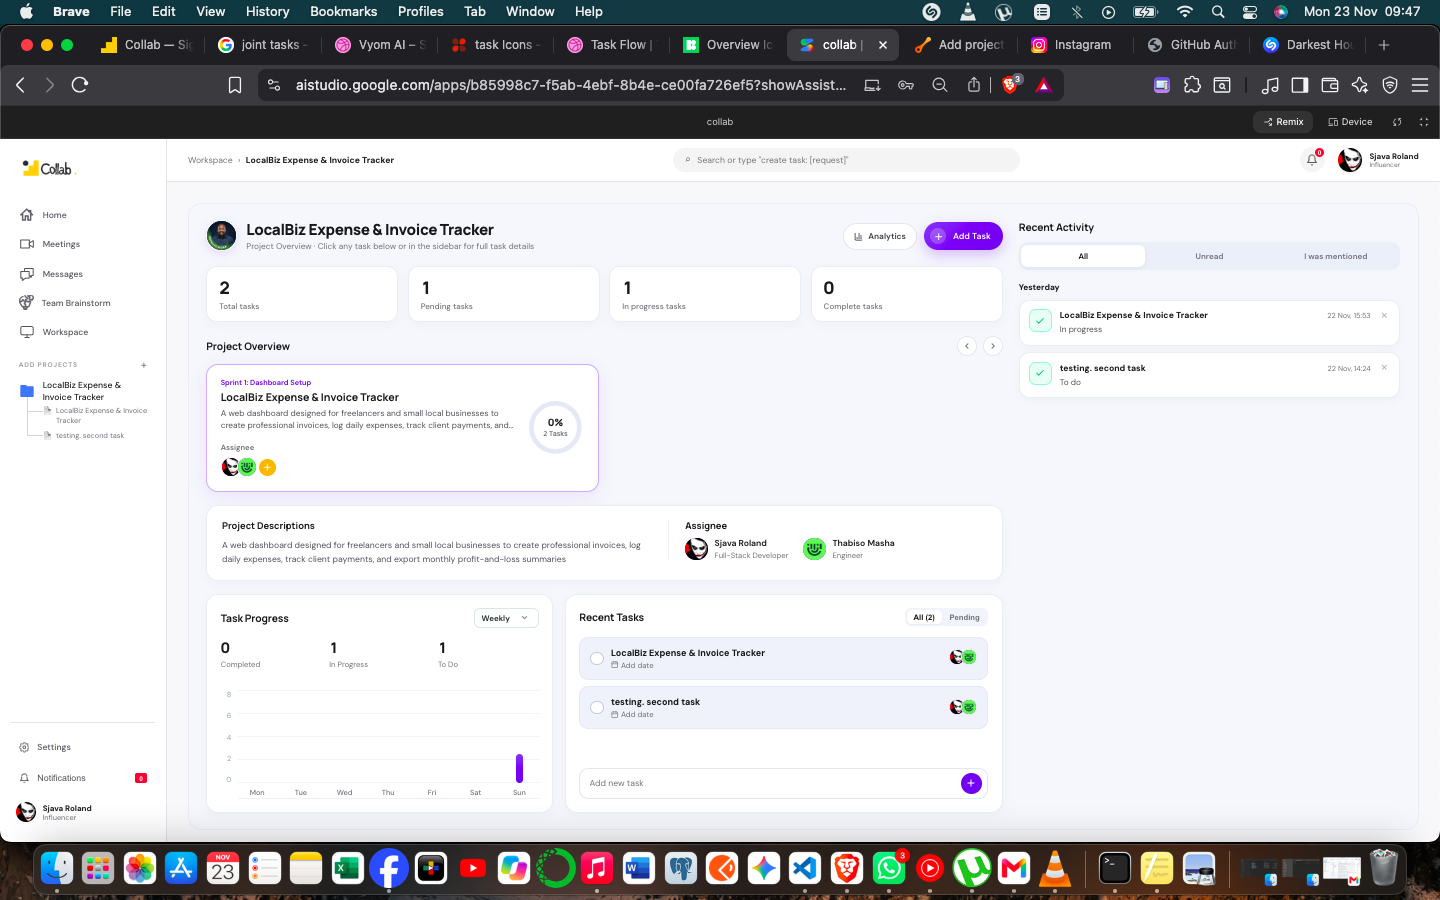 Brave File Edit View History Bookmarks Profiles Tab Window Help Mon 23 Nov 09:47
Collab — Si joint tasks - Vyom AI – S task Icons - Task Flow | Overview Ic collab | Add project Instagram GitHub Auth Darkest Hou
aistudio.google.com/apps/b85998c7-f5ab-4ebf-8b4e-ce00fa726ef5?showAssist... 3
collab Remix Device
Collab
Workspace › LocalBiz Expense & Invoice Tracker
Search or type "create task: [request]"
0
Sjava Roland
Influencer
Home
Meetings
Messages
Team Brainstorm
Workspace
ADD PROJECTS +
LocalBiz Expense &
Invoice Tracker
LocalBiz Expense & Invoice
Tracker
testing. second task
Settings
Notifications 0
Sjava Roland
Influencer
LocalBiz Expense & Invoice Tracker
Project Overview · Click any task below or in the sidebar for full task details
Analytics
+ Add Task
2
Total tasks
1
Pending tasks
1
In progress tasks
0
Complete tasks
Project Overview
Sprint 1: Dashboard Setup
LocalBiz Expense & Invoice Tracker
A web dashboard designed for freelancers and small local businesses to
create professional invoices, log daily expenses, track client payments, and...
0%
2 Tasks
Assignee
+
Project Descriptions
A web dashboard designed for freelancers and small local businesses to create professional invoices, log
daily expenses, track client payments, and export monthly profit-and-loss summaries
Assignee
Sjava Roland
Full-Stack Developer
Thabiso Masha
Engineer
Task Progress
Weekly
0
Completed
1
In Progress
1
To Do
8
6
4
2
0
Mon Tue Wed Thu Fri Sat Sun
Recent Tasks
All (2) Pending
LocalBiz Expense & Invoice Tracker
Add date
testing. second task
Add date
Add new task +
Recent Activity
All Unread I was mentioned
Yesterday
LocalBiz Expense & Invoice Tracker 22 Nov, 15:53 ×
In progress
testing. second task 22 Nov, 14:24 ×
To do
NOV
23
3